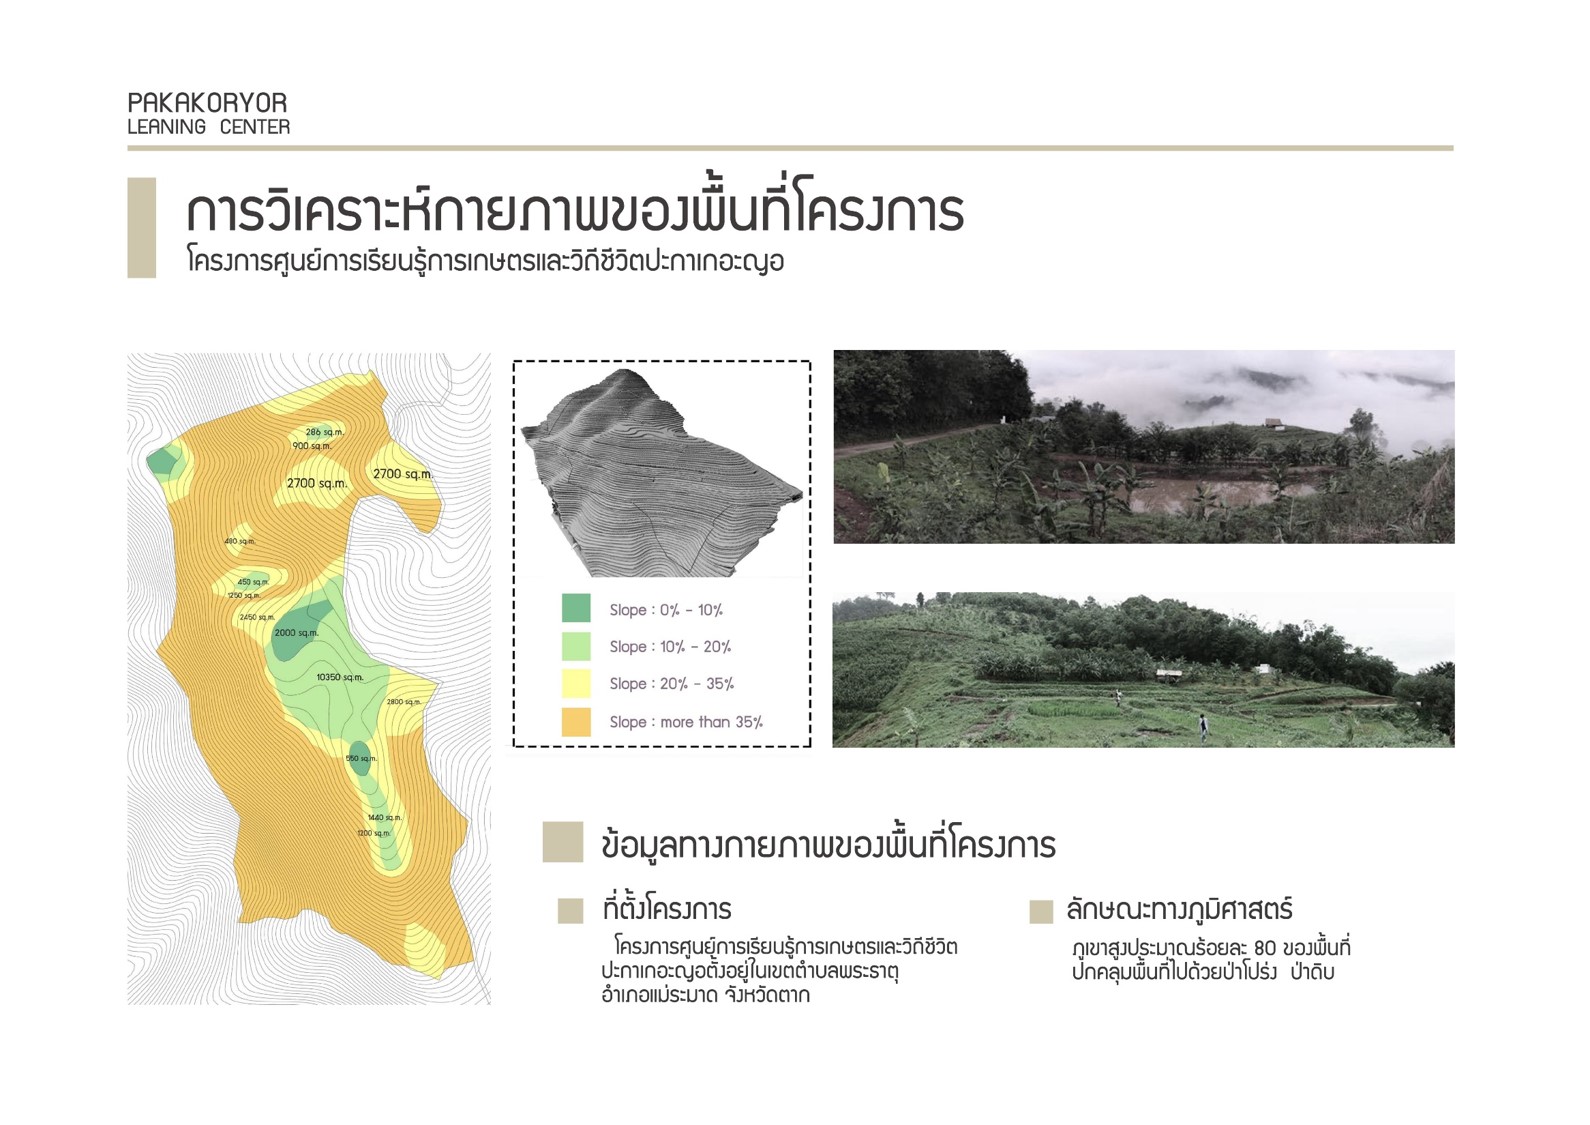 PAKAKORYOR
LEANING CENTER
การวิเคราะห์กายภาพของพื้นที่โครงการ
โครงการศูนย์การเรียนรู้การเกษตรและวิถีชีวิตปะกาเกอะญอ
286 sq.m.
900 sq.m.
2700 sq.m.
2700 sq.m.
480 sq.m.
450 sq.m.
1250 sq.m.
2450 sq.m.
2000 sq.m.
10350 sq.m.
2800 sq.m.
550 sq.m.
1440 sq.m.
1200 sq.m.
Slope : 0% - 10%
Slope : 10% - 20%
Slope : 20% - 35%
Slope : more than 35%
ข้อมูลทางกายภาพของพื้นที่โครงการ
ที่ตั้งโครงการ
โครงการศูนย์การเรียนรู้การเกษตรและวิถีชีวิต
ปะกาเกอะญอตั้งอยู่ในเขตตำบลพระธาตุ
อำเภอแม่ระมาด จังหวัดตาก
ลักษณะทางภูมิศาสตร์
ภูเขาสูงประมาณร้อยละ 80 ของพื้นที่
ปกคลุมพื้นที่ไปด้วยป่าโปร่ง ป่าดิบ